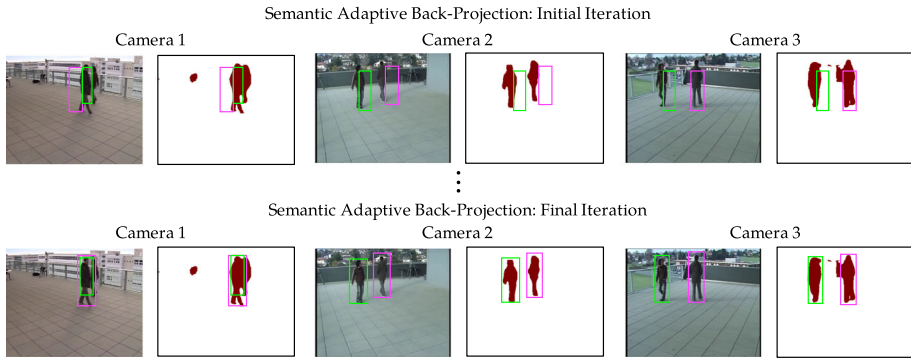 Semantic Adaptive Back-Projection: Initial Iteration
Camera 1 Camera 2 Camera 3
Semantic Adaptive Back-Projection: Final Iteration
Camera 1 Camera 2 Camera 3